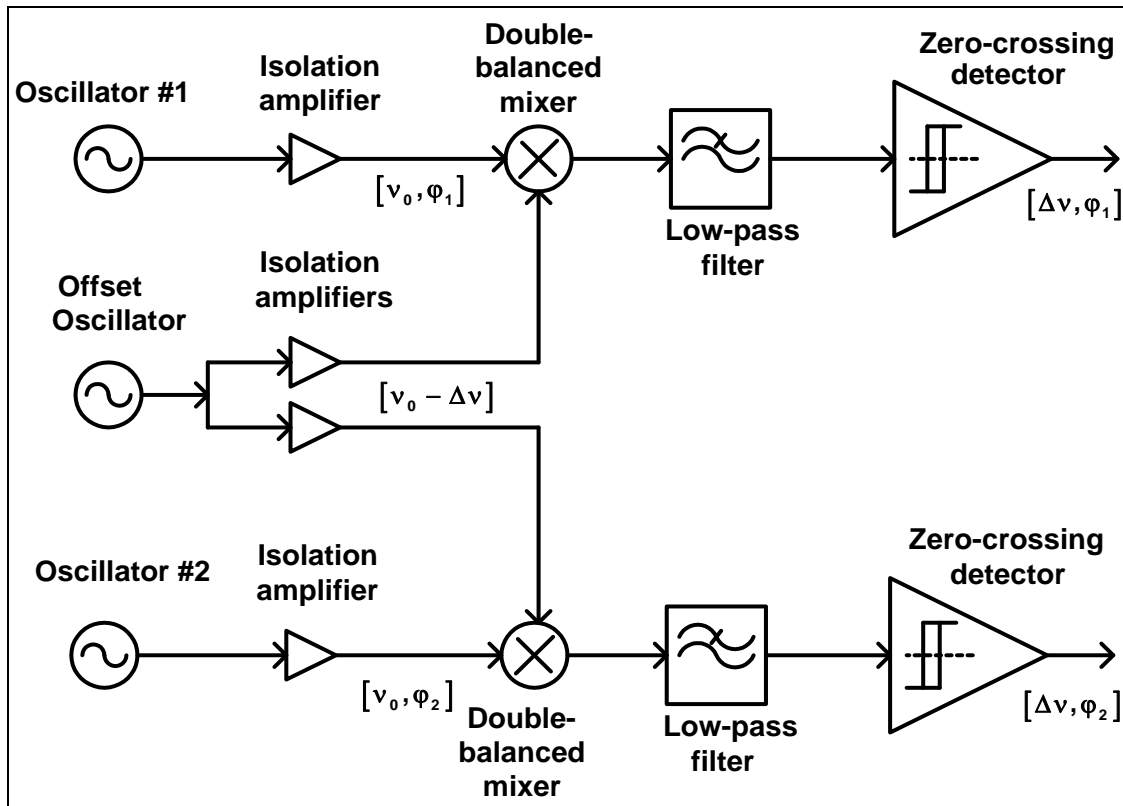 Oscillator #1
Isolation
amplifier
Double-
balanced
mixer
Zero-crossing
detector
[ν₀,φ₁]
Low-pass
filter
[Δν,φ₁]
Offset
Oscillator
Isolation
amplifiers
[ν₀ − Δν]
Oscillator #2
Isolation
amplifier
[ν₀,φ₂]
Double-
balanced
mixer
Low-pass
filter
Zero-crossing
detector
[Δν,φ₂]